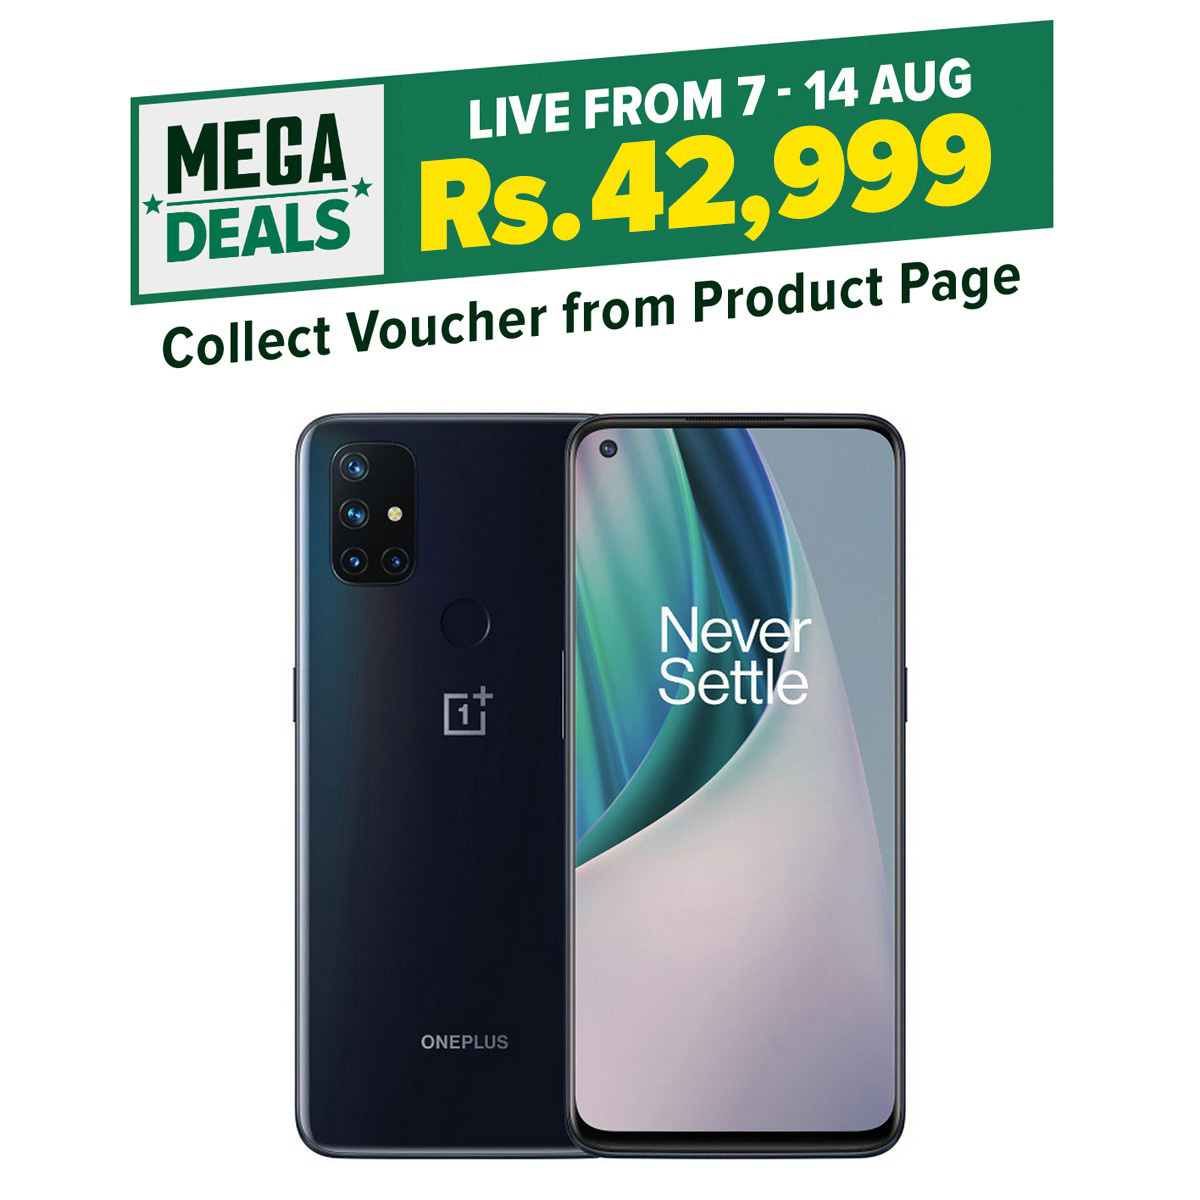 MEGA
DEALS
LIVE FROM 7 - 14 AUG
Rs.42,999
Collect Voucher from Product Page
Never
Settle
1+
ONEPLUS